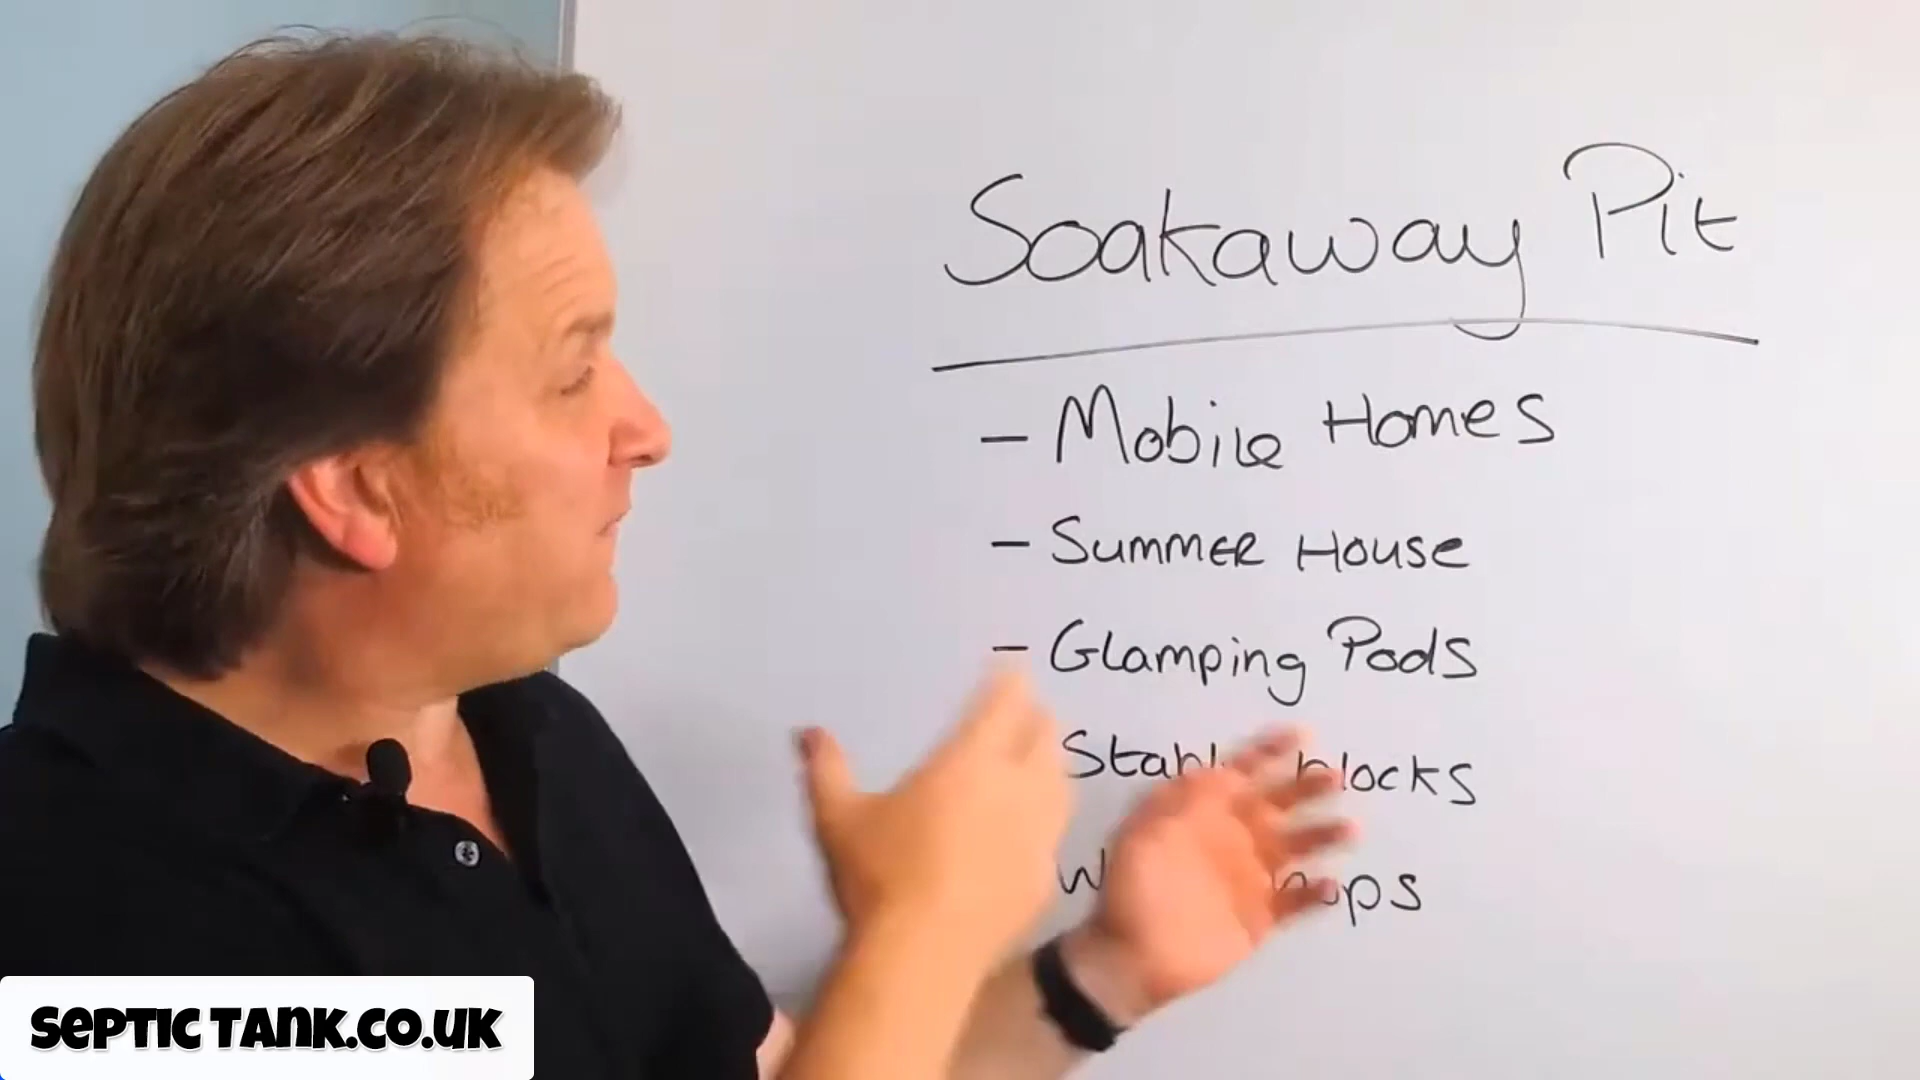 Soakaway Pit
- Mobile Homes
- Summer House
- Glamping Pods
blocks
SEPTIC TANK.CO.UK